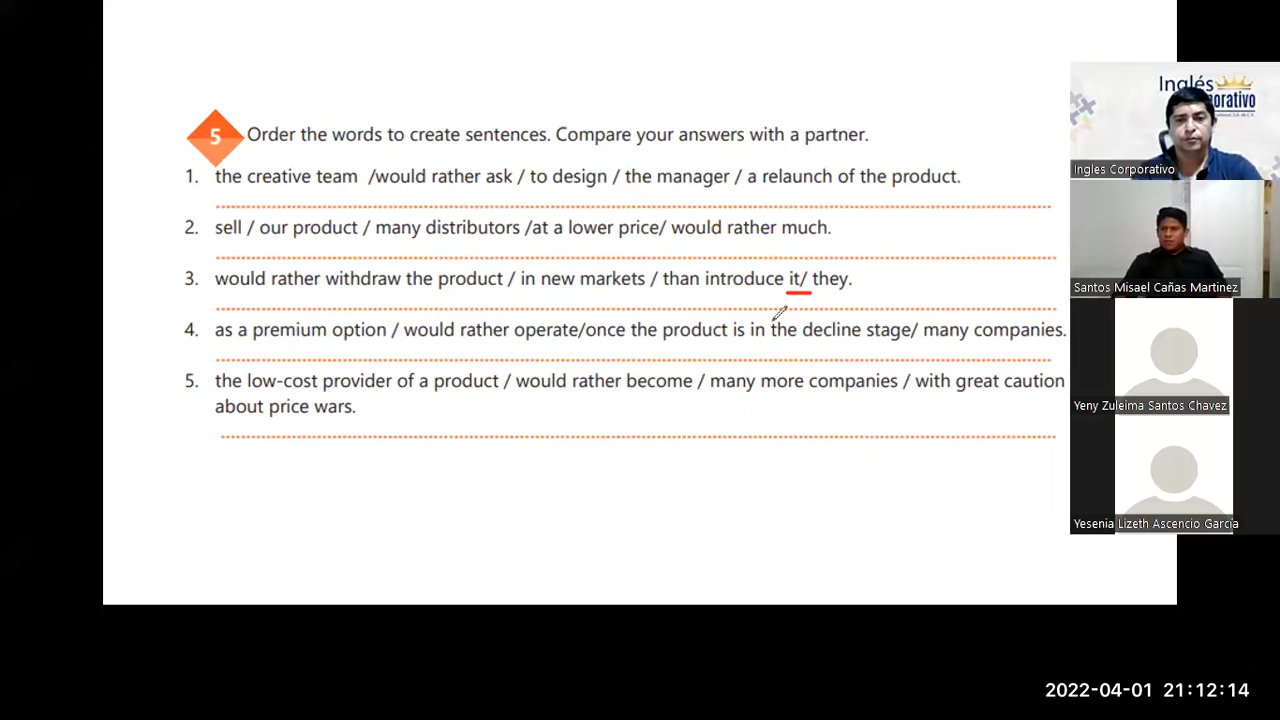 5 Order the words to create sentences. Compare your answers with a partner.
1. the creative team /would rather ask / to design / the manager / a relaunch of the product.
2. sell / our product / many distributors /at a lower price/ would rather much.
3. would rather withdraw the product / in new markets / than introduce it/ they.
4. as a premium option / would rather operate/once the product is in the decline stage/ many companies.
5. the low-cost provider of a product / would rather become / many more companies / with great caution
about price wars.
Inglés
Ingles Corporativo
Santos Misael Cañas Martinez
Yeny Zuleima Santos Chavez
Yesenia Lizeth Ascencio Garcia
2022-04-01 21:12:14